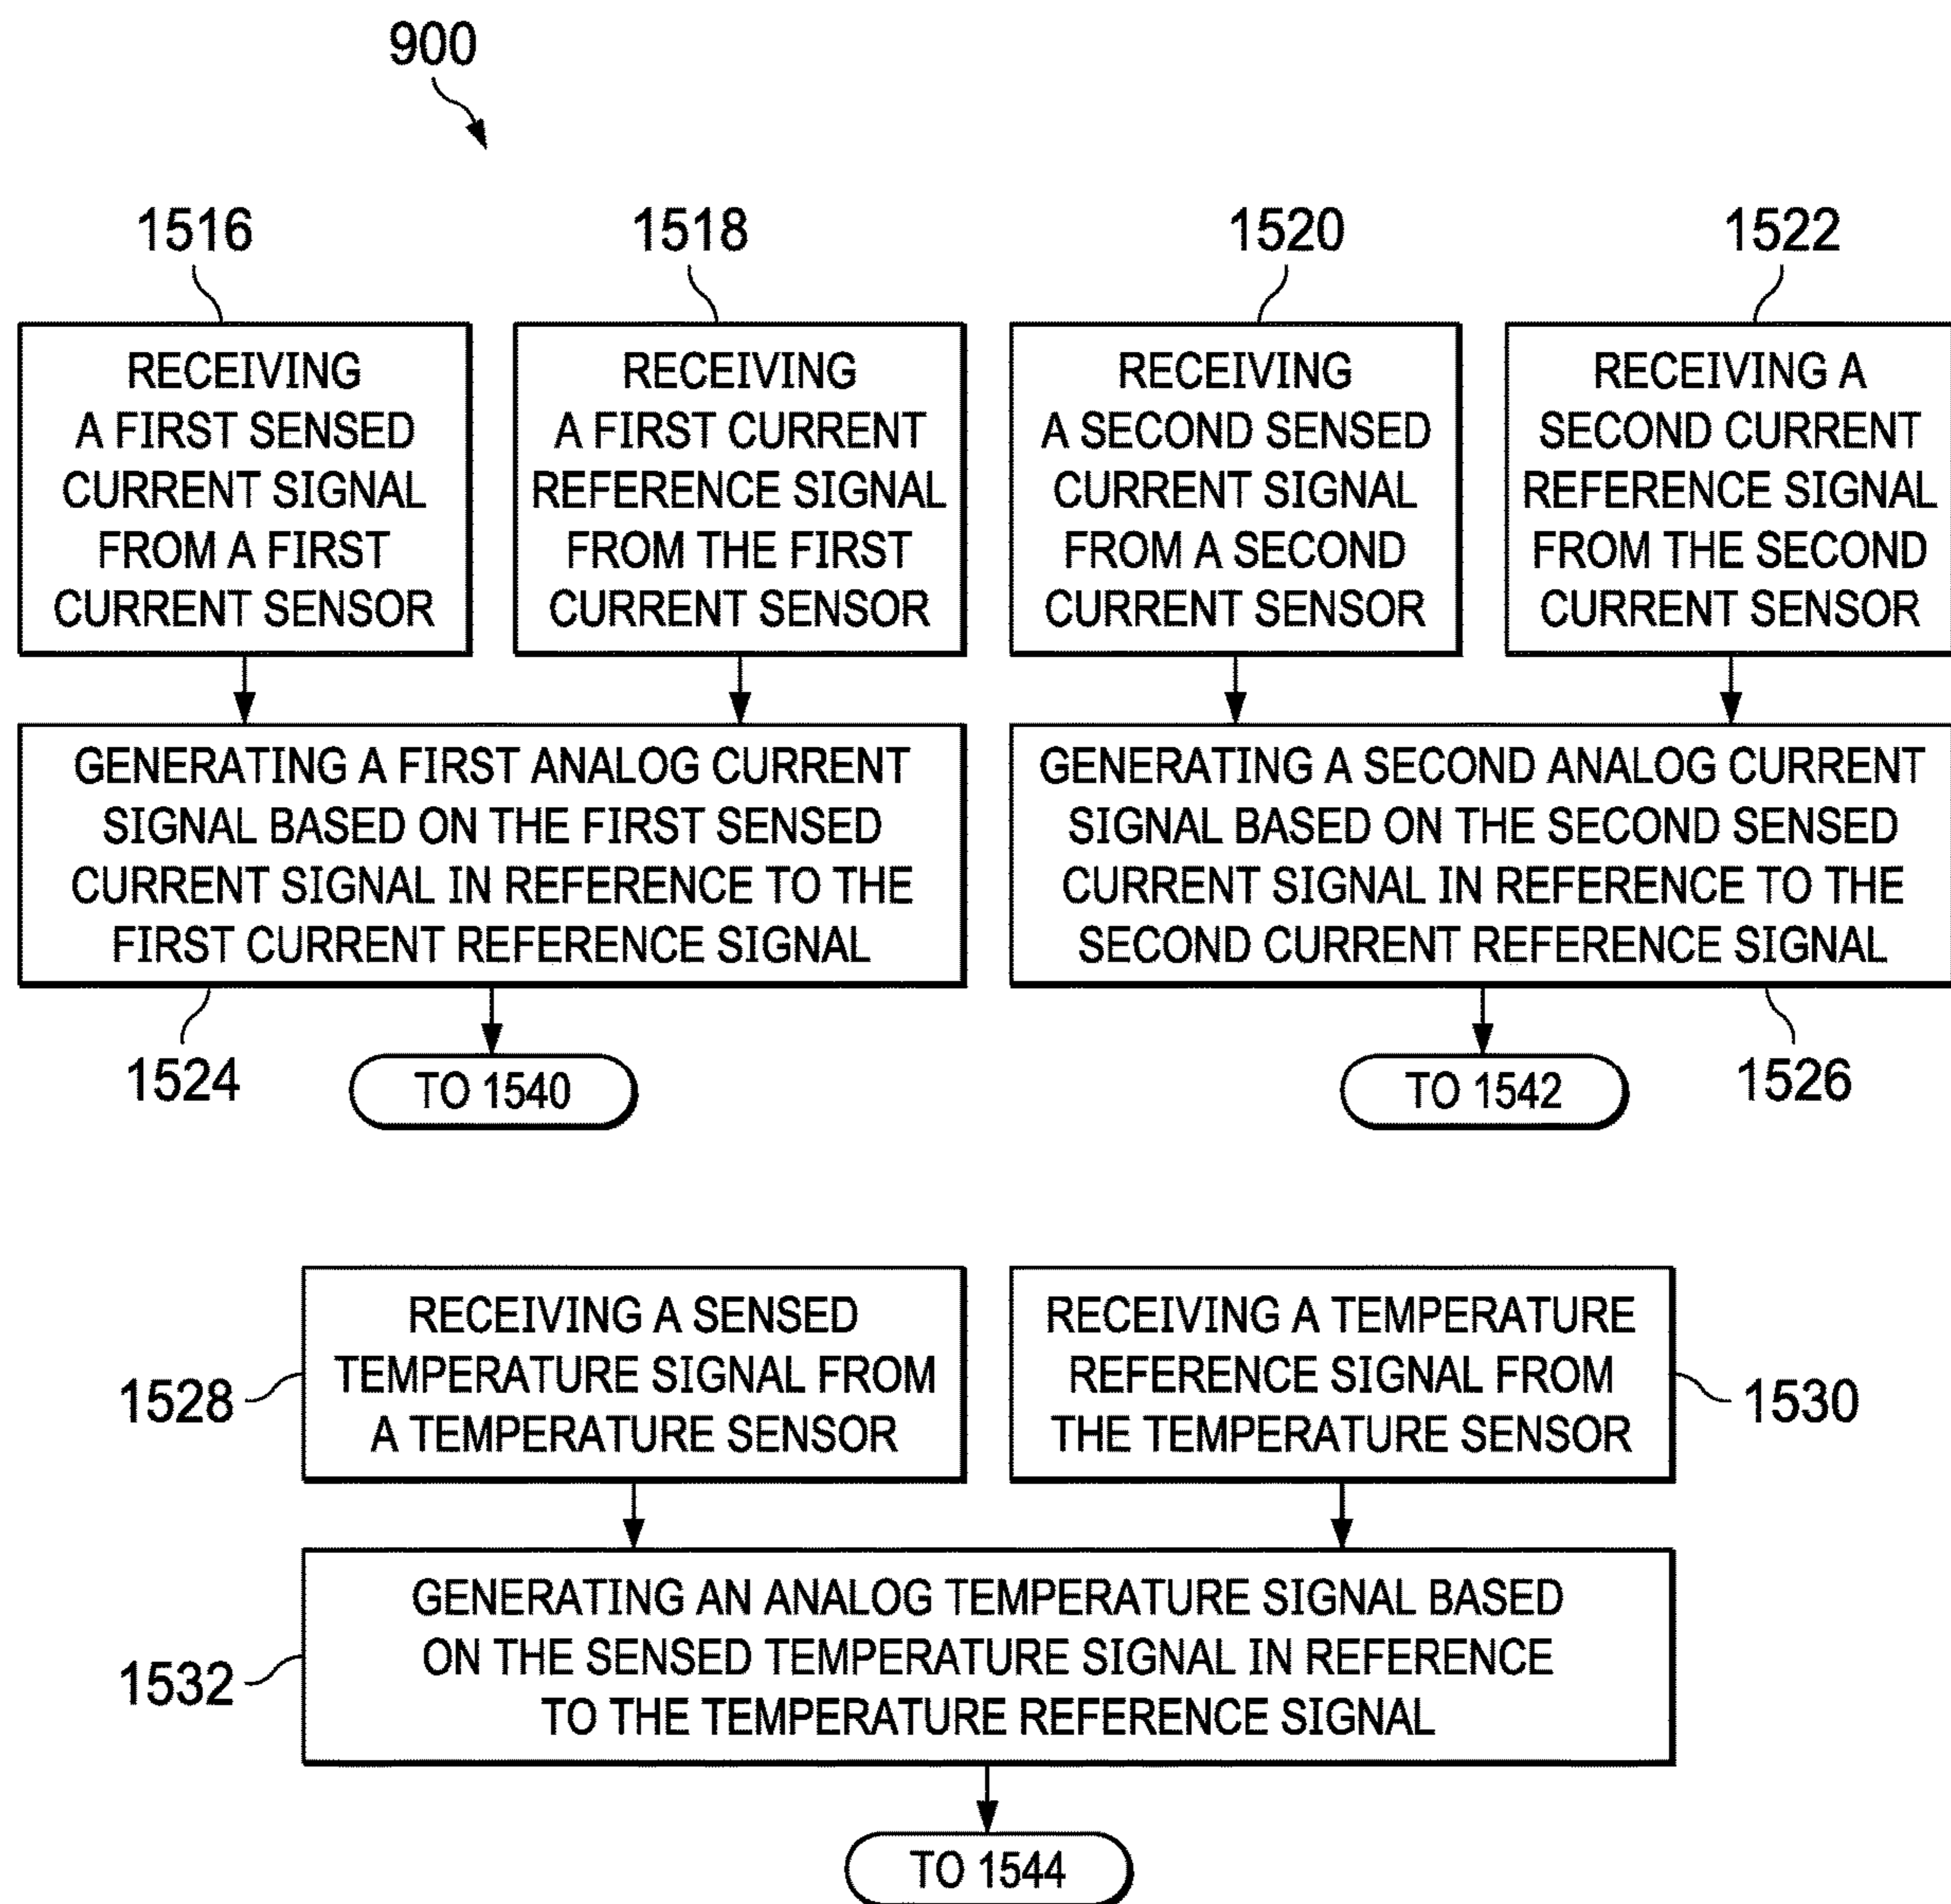 900
1516
1518
1520
1522
RECEIVING
A FIRST SENSED
CURRENT SIGNAL
FROM A FIRST
CURRENT SENSOR
RECEIVING
A FIRST CURRENT
REFERENCE SIGNAL
FROM THE FIRST
CURRENT SENSOR
RECEIVING
A SECOND SENSED
CURRENT SIGNAL
FROM A SECOND
CURRENT SENSOR
RECEIVING A
SECOND CURRENT
REFERENCE SIGNAL
FROM THE SECOND
CURRENT SENSOR
GENERATING A FIRST ANALOG CURRENT
SIGNAL BASED ON THE FIRST SENSED
CURRENT SIGNAL IN REFERENCE TO THE
FIRST CURRENT REFERENCE SIGNAL
GENERATING A SECOND ANALOG CURRENT
SIGNAL BASED ON THE SECOND SENSED
CURRENT SIGNAL IN REFERENCE TO THE
SECOND CURRENT REFERENCE SIGNAL
1524
TO 1540
TO 1542
1526
RECEIVING A SENSED
TEMPERATURE SIGNAL FROM
A TEMPERATURE SENSOR
RECEIVING A TEMPERATURE
REFERENCE SIGNAL FROM
THE TEMPERATURE SENSOR
1528
1530
GENERATING AN ANALOG TEMPERATURE SIGNAL BASED
ON THE SENSED TEMPERATURE SIGNAL IN REFERENCE
TO THE TEMPERATURE REFERENCE SIGNAL
1532
TO 1544